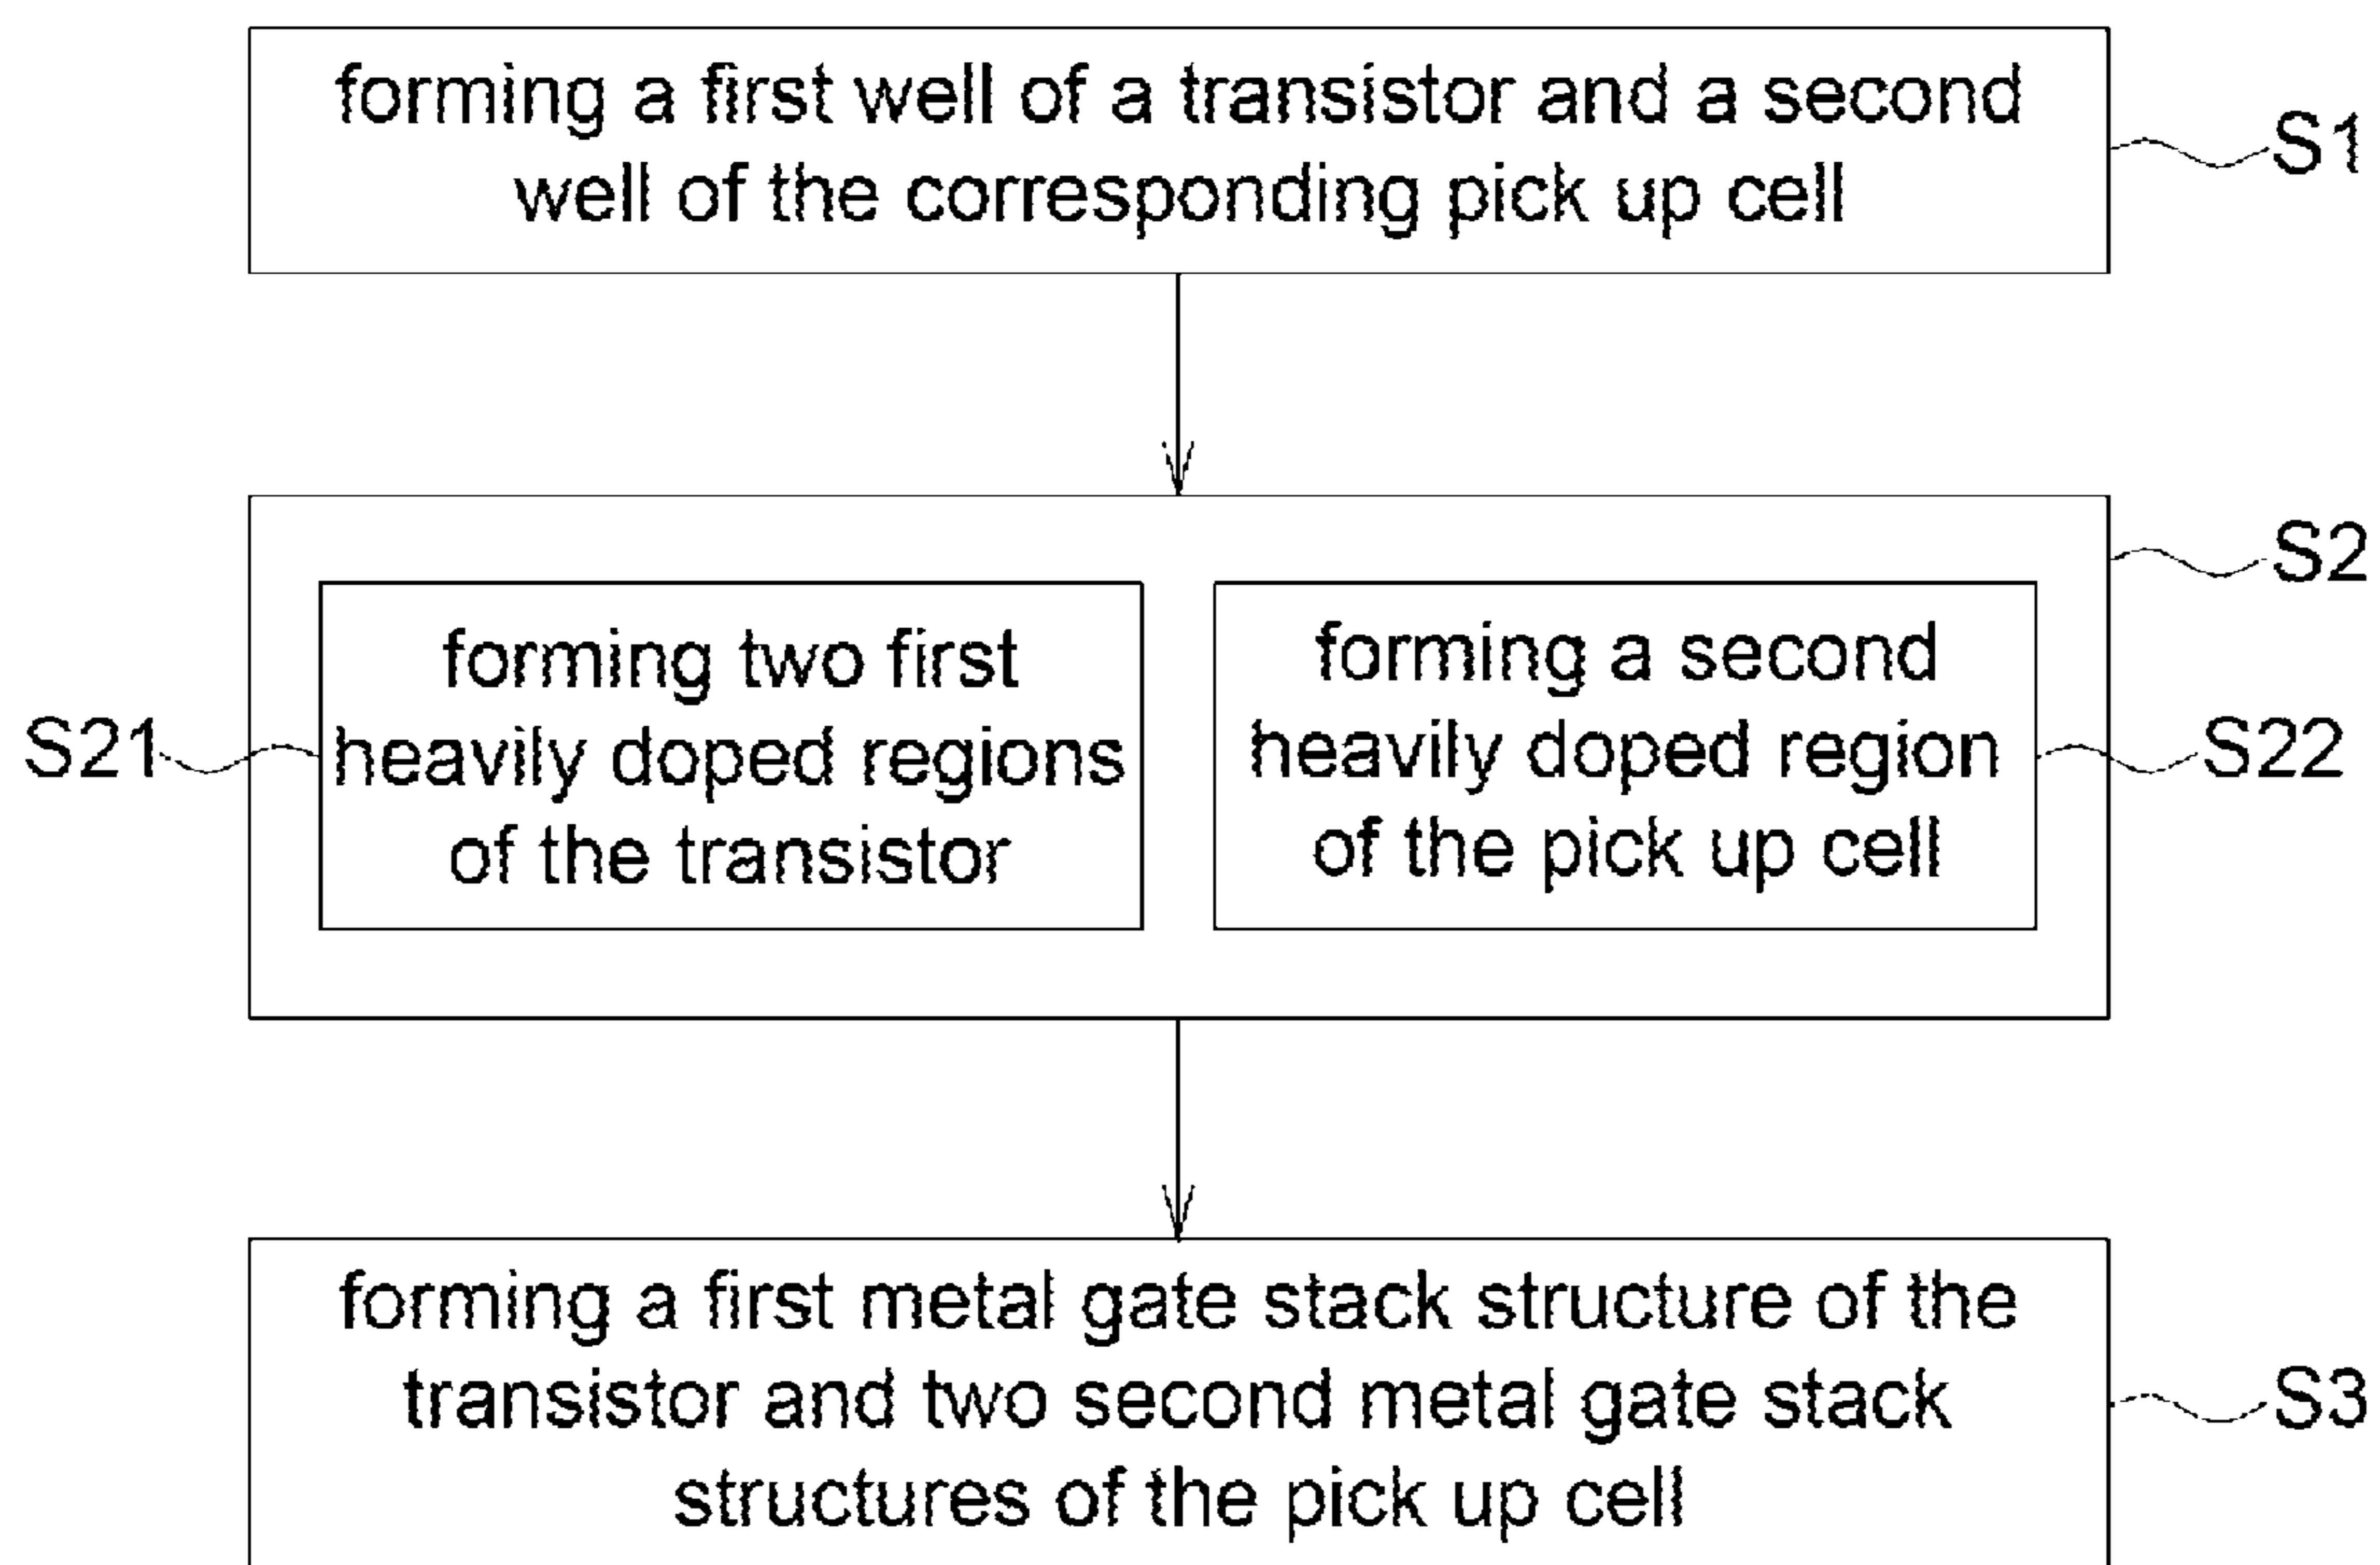 forming a first well of a transistor and a second
well of the corresponding pick up cell
S1
S2
forming two first
heavily doped regions
of the transistor
S21
forming a second
heavily doped region
of the pick up cell
S22
forming a first metal gate stack structure of the
transistor and two second metal gate stack
structures of the pick up cell
S3